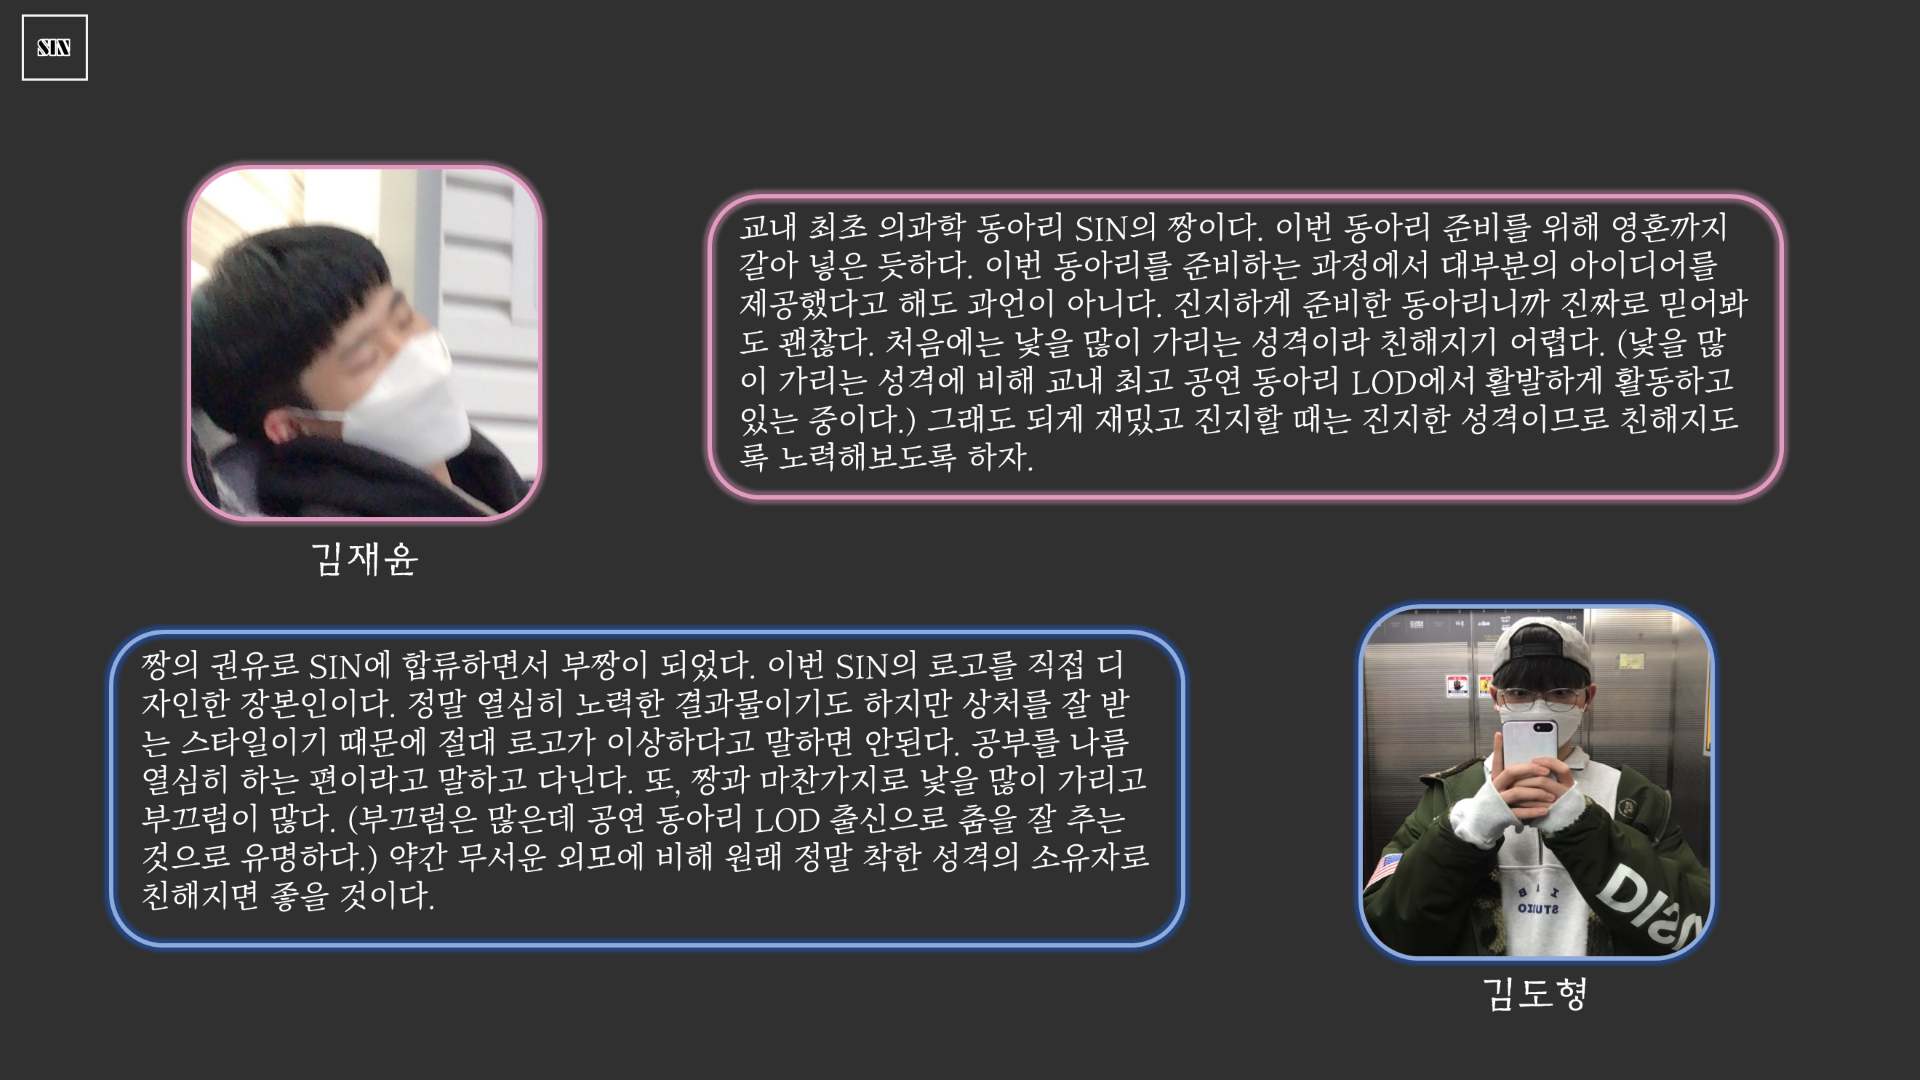 SIN
교내 최초 의과학 동아리 SIN의 짱이다. 이번 동아리 준비를 위해 영혼까지
갈아 넣은 듯하다. 이번 동아리를 준비하는 과정에서 대부분의 아이디어를
제공했다고 해도 과언이 아니다. 진지하게 준비한 동아리니까 진짜로 믿어봐
도 괜찮다. 처음에는 낯을 많이 가리는 성격이라 친해지기 어렵다. (낯을 많
이 가리는 성격에 비해 교내 최고 공연 동아리 LOD에서 활발하게 활동하고
있는 중이다.) 그래도 되게 재밌고 진지할 때는 진지한 성격이므로 친해지도
록 노력해보도록 하자.
김재윤
짱의 권유로 SIN에 합류하면서 부짱이 되었다. 이번 SIN의 로고를 직접 디
자인한 장본인이다. 정말 열심히 노력한 결과물이기도 하지만 상처를 잘 받
는 스타일이기 때문에 절대 로고가 이상하다고 말하면 안된다. 공부를 나름
열심히 하는 편이라고 말하고 다닌다. 또, 짱과 마찬가지로 낯을 많이 가리고
부끄럼이 많다. (부끄럼은 많은데 공연 동아리 LOD 출신으로 춤을 잘 추는
것으로 유명하다.) 약간 무서운 외모에 비해 원래 정말 착한 성격의 소유자로
친해지면 좋을 것이다.
STUDIO
김도형